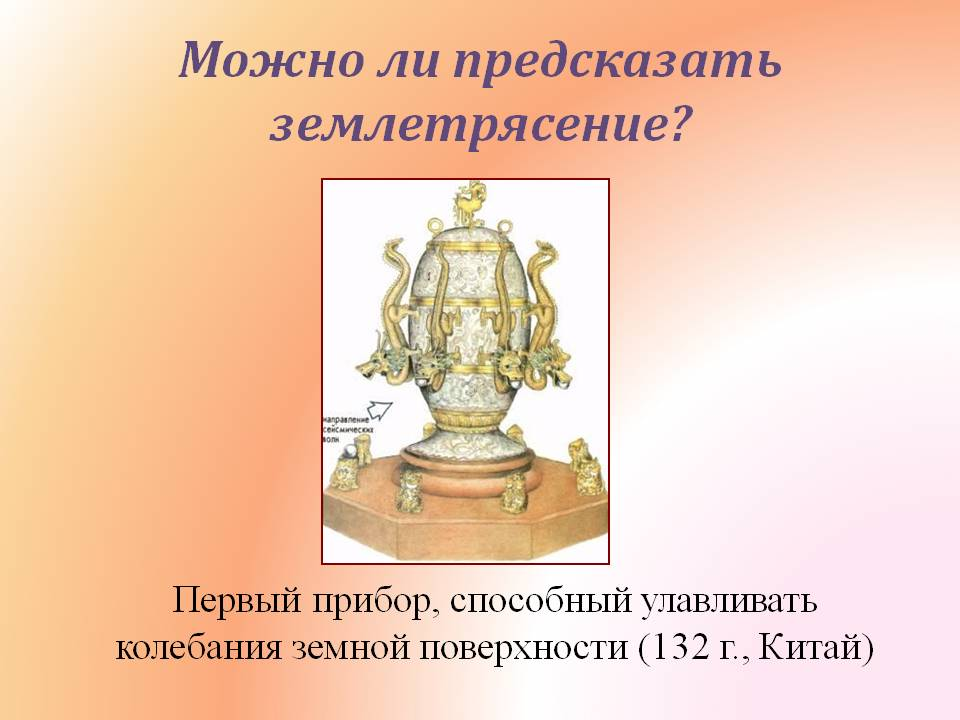 Можно ли предсказать
землетрясение?
направление
сейсмических
волн
Первый прибор, способный улавливать
колебания земной поверхности (132 г., Китай)